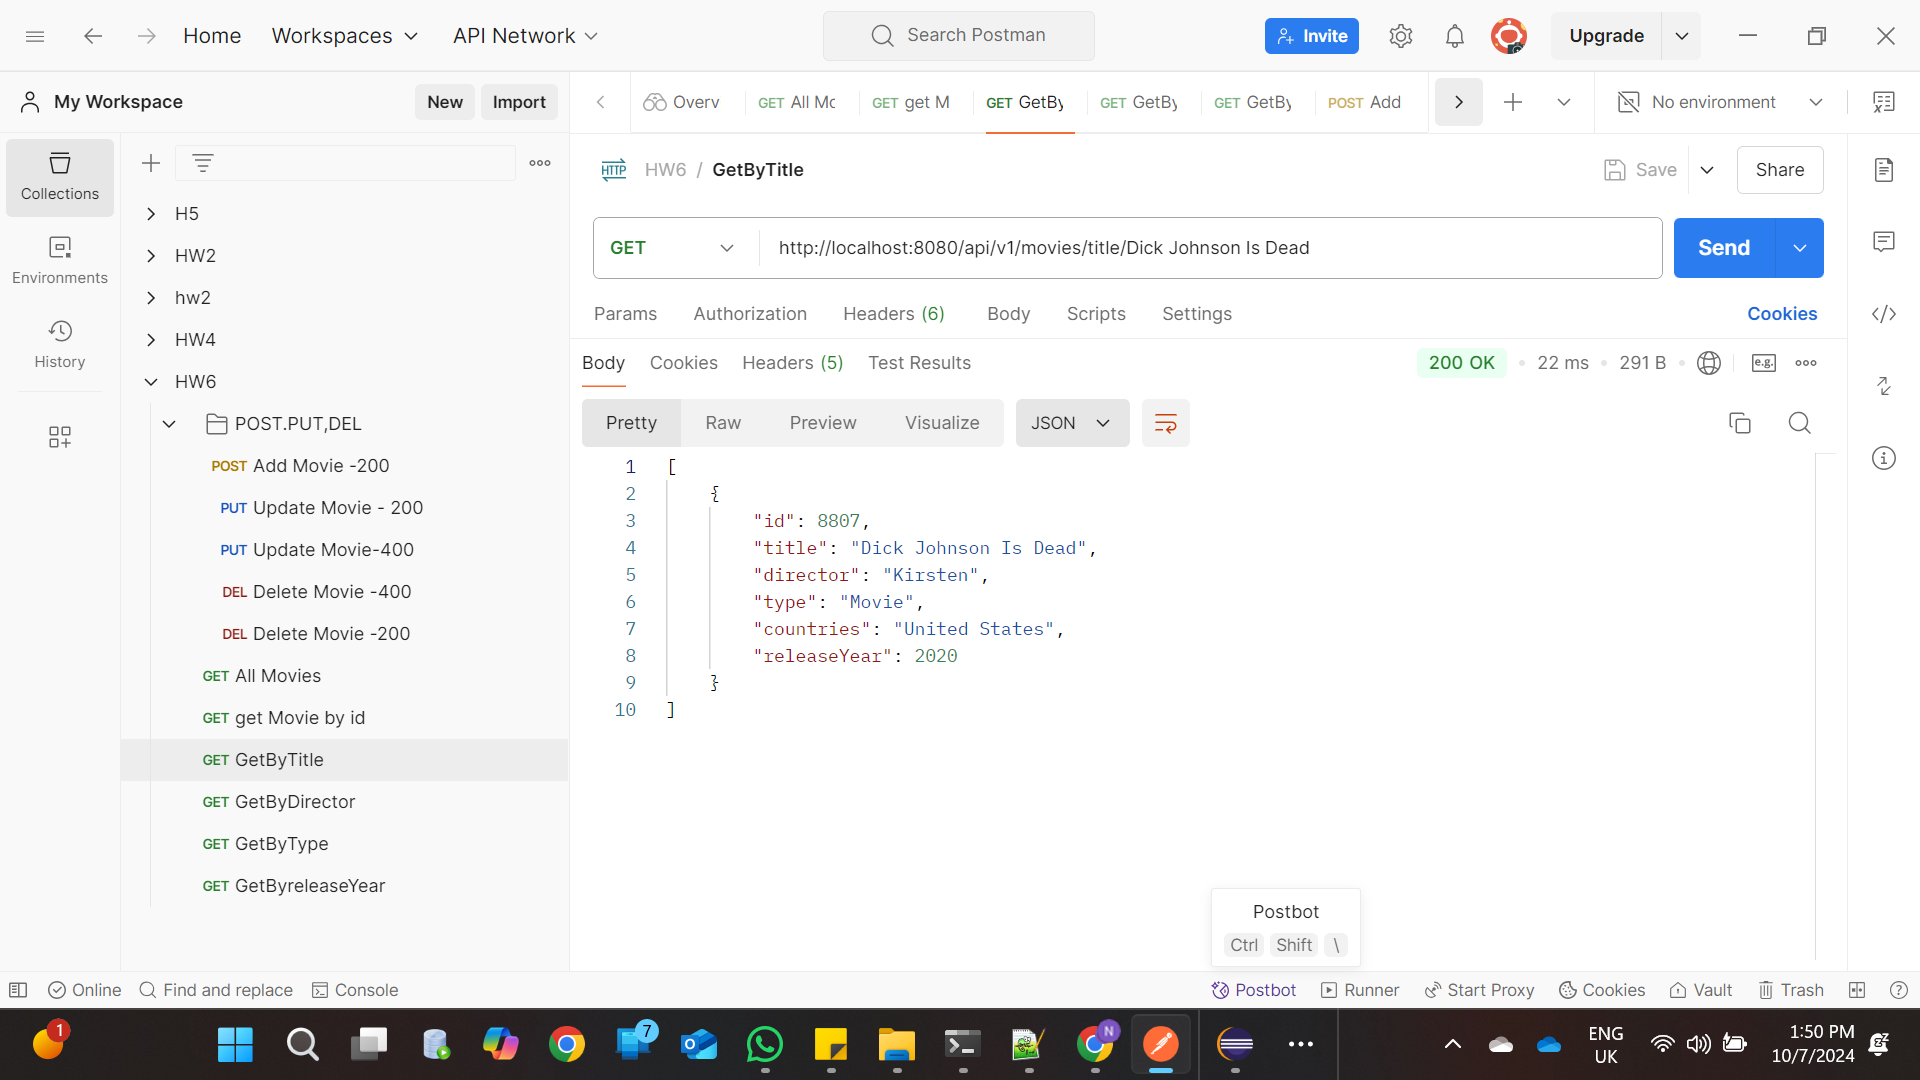 Home Workspaces API Network Search Postman Invite Upgrade
My Workspace New Import Overv GET All Mc GET get M GET GetBy GET GetBy GET GetBy POST Add No environment
Collections
Environments
History
H5
HW2
hw2
HW4
HW6
POST.PUT,DEL
POST Add Movie -200
PUT Update Movie - 200
PUT Update Movie-400
DEL Delete Movie -400
DEL Delete Movie -200
GET All Movies
GET get Movie by id
GET GetByTitle
GET GetByDirector
GET GetByType
GET GetByreleaseYear
HTTP HW6 / GetByTitle Save Share
GET http://localhost:8080/api/v1/movies/title/Dick Johnson Is Dead Send
Params Authorization Headers (6) Body Scripts Settings Cookies
Body Cookies Headers (5) Test Results 200 OK 22 ms 291 B e.g.
Pretty Raw Preview Visualize JSON
1 [
2 {
3 "id": 8807,
4 "title": "Dick Johnson Is Dead",
5 "director": "Kirsten",
6 "type": "Movie",
7 "countries": "United States",
8 "releaseYear": 2020
9 }
10 ]
Postbot
Ctrl Shift \
Online Find and replace Console Postbot Runner Start Proxy Cookies Vault Trash
1 7 N ENG 1:50 PM
UK 10/7/2024